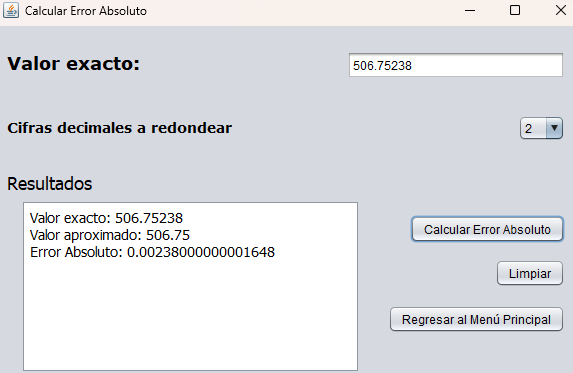 Calcular Error Absoluto
Valor exacto:
506.75238
Cifras decimales a redondear
2
Resultados
Valor exacto: 506.75238
Valor aproximado: 506.75
Error Absoluto: 0.00238000000001648
Calcular Error Absoluto
Limpiar
Regresar al Menú Principal